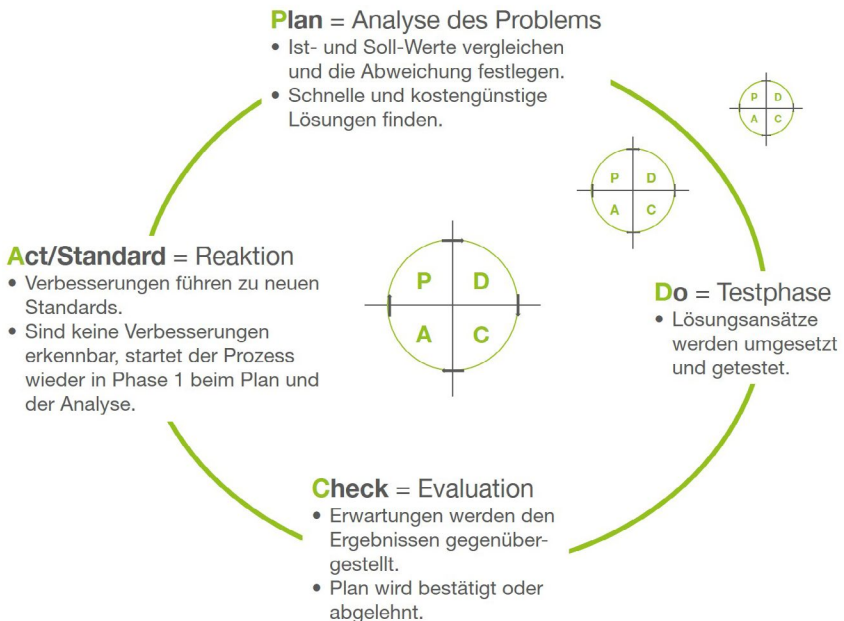 Plan = Analyse des Problems
• Ist- und Soll-Werte vergleichen
und die Abweichung festlegen.
• Schnelle und kostengünstige
Lösungen finden.
P D
A C
P D
A C
P D
A C
Act/Standard = Reaktion
• Verbesserungen führen zu neuen
Standards.
• Sind keine Verbesserungen
erkennbar, startet der Prozess
wieder in Phase 1 beim Plan und
der Analyse.
Do = Testphase
• Lösungsansätze
werden umgesetzt
und getestet.
Check = Evaluation
• Erwartungen werden den
Ergebnissen gegenüber-
gestellt.
• Plan wird bestätigt oder
abgelehnt.